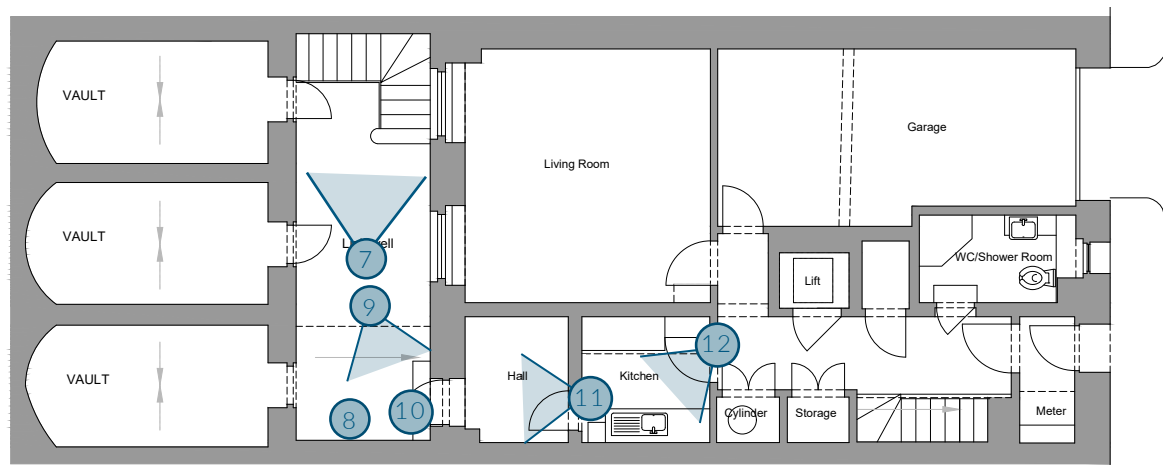 VAULT
Living Room
Garage
VAULT
7
WC/Shower Room
Lift
9
12
VAULT
Hall
Kitchen
11
8
10
Cylinder
Storage
Meter